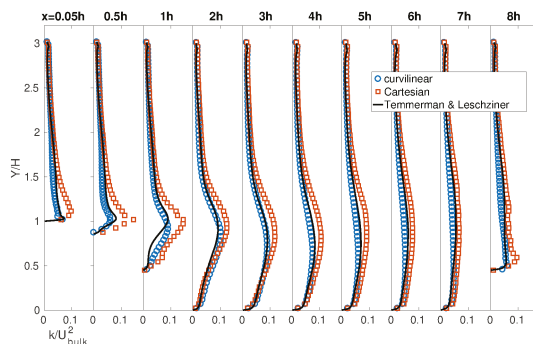 x=0.05h 0.5h 1h 2h 3h 4h 5h 6h 7h 8h
3
2.5
2
1.5
1
0.5
0
Y/H
curvilinear
Cartesian
Temmerman & Leschziner
0 0.1 0 0.1 0 0.1 0 0.1 0 0.1 0 0.1 0 0.1 0 0.1 0 0.1 0 0.1
k/U²bulk